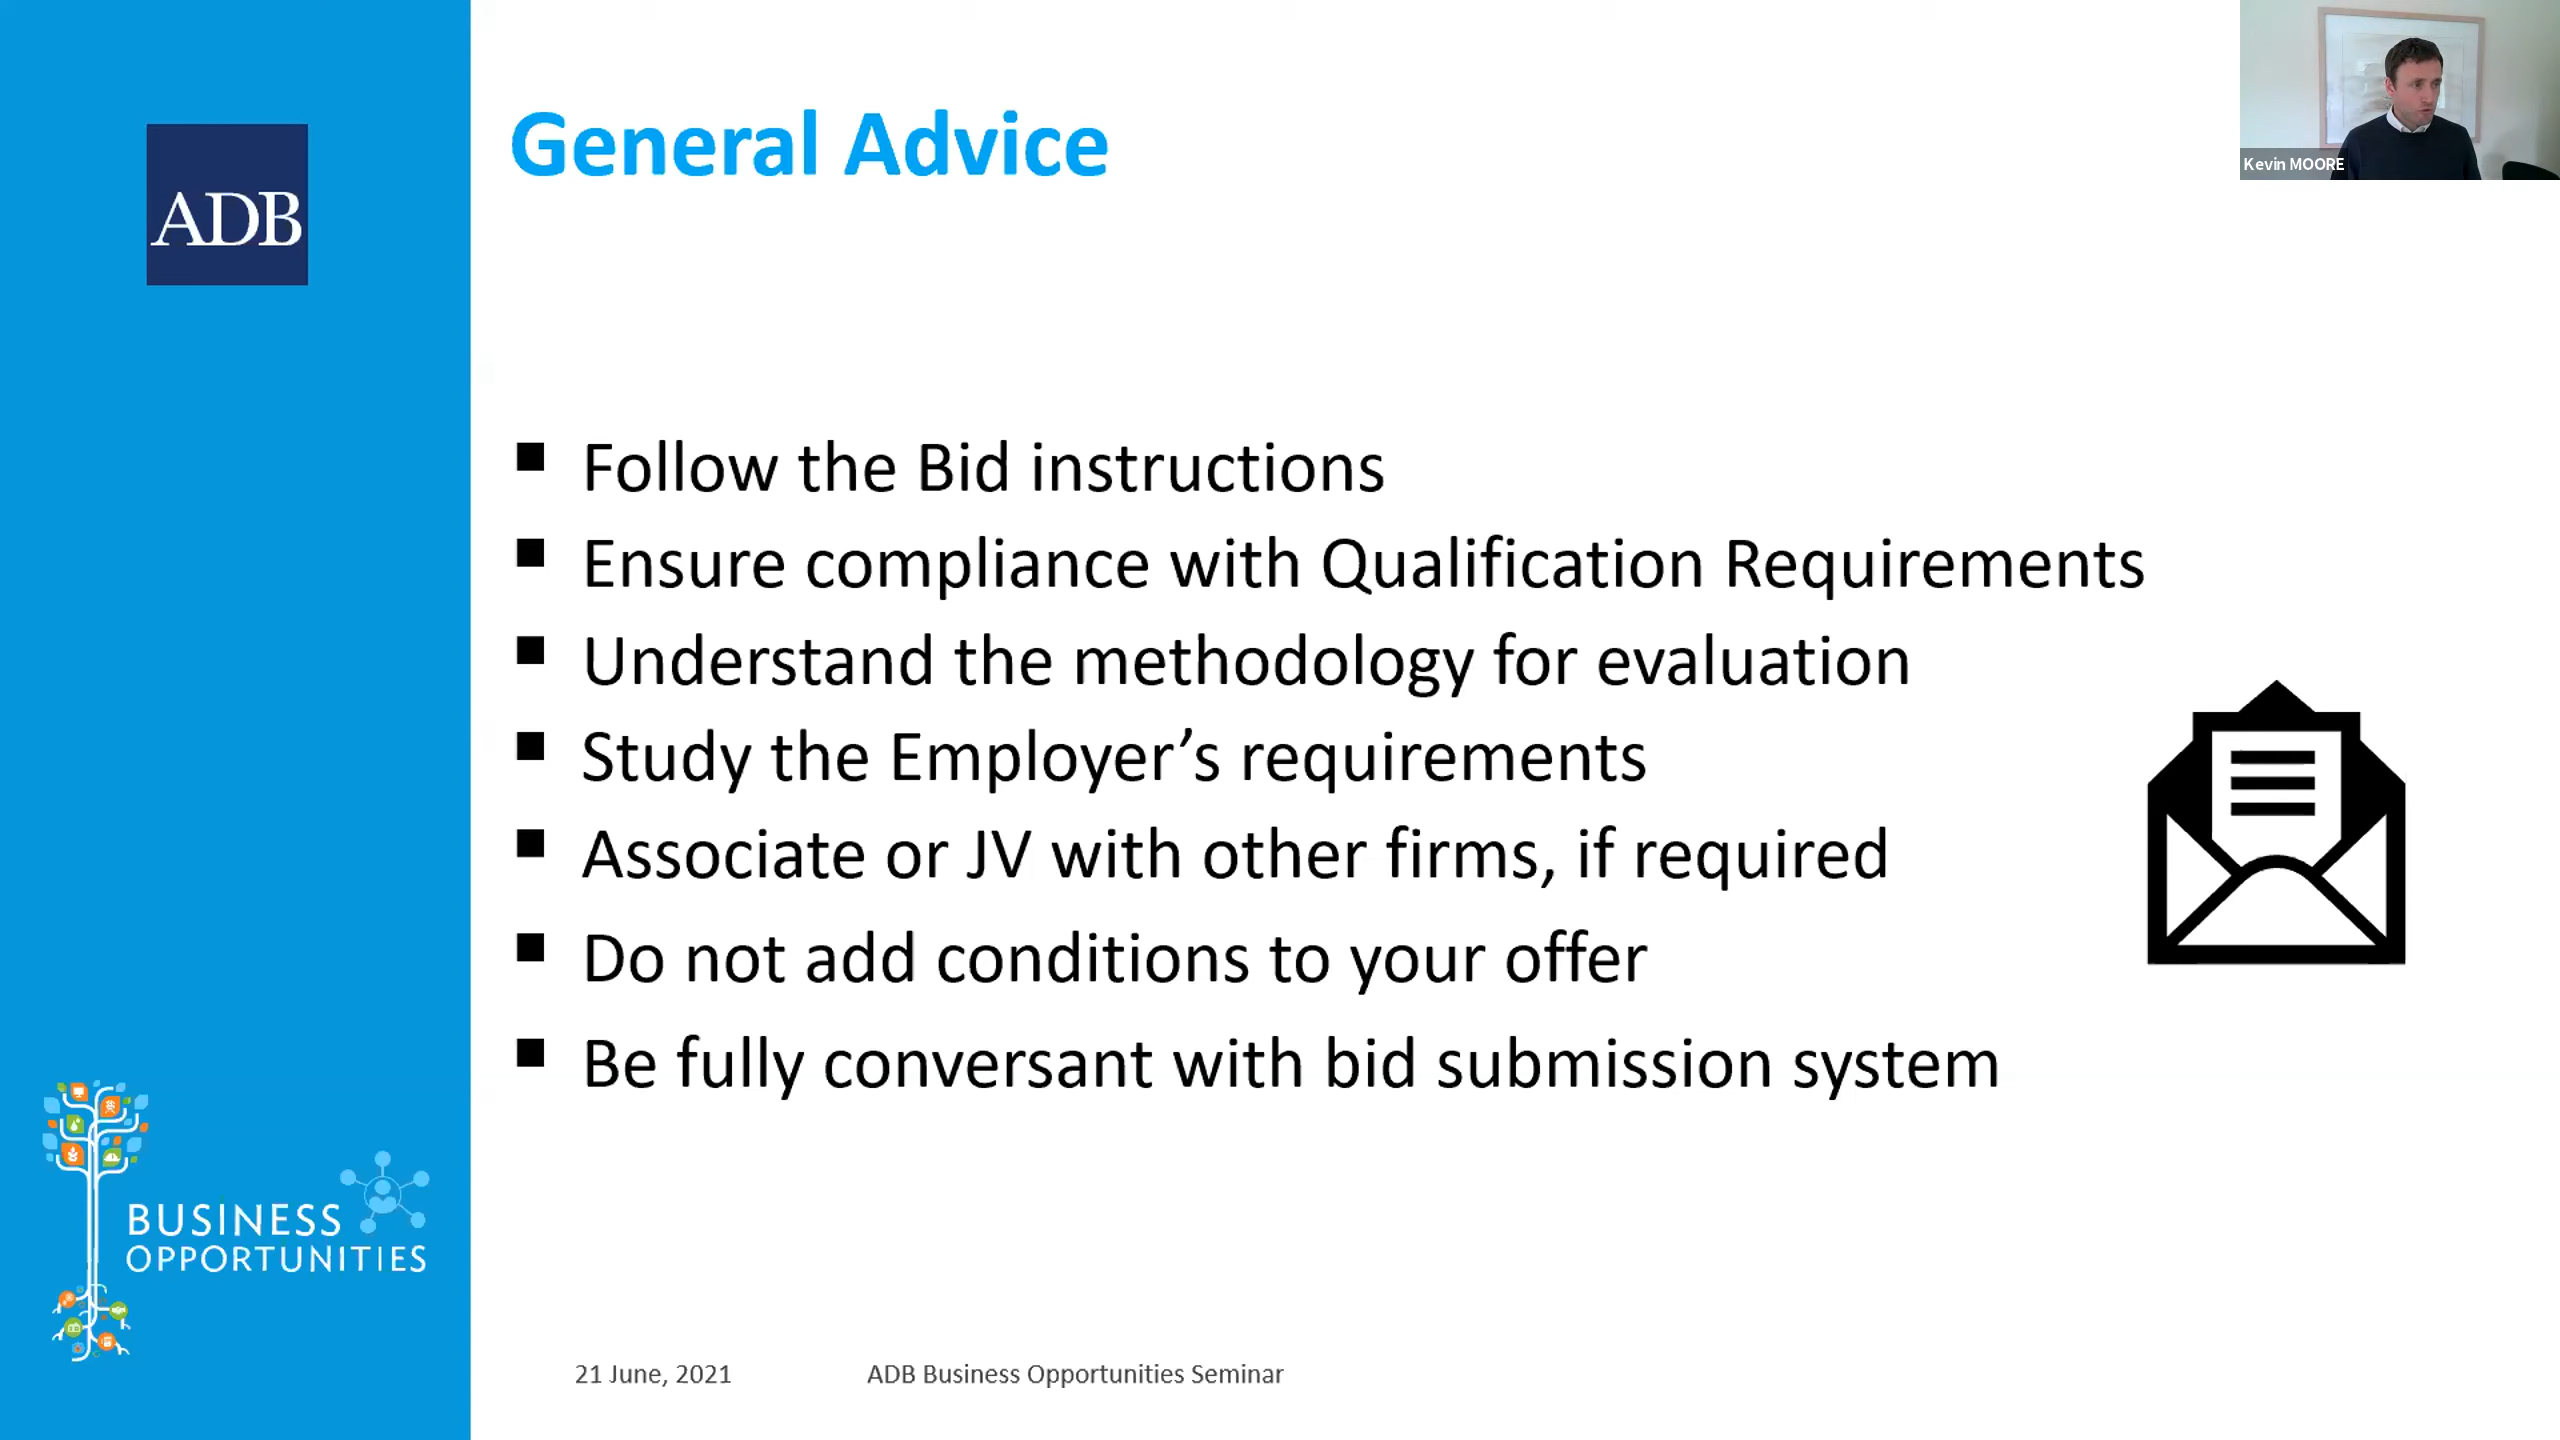 ADB
General Advice
Kevin MOORE
Follow the Bid instructions
Ensure compliance with Qualification Requirements
Understand the methodology for evaluation
Study the Employer’s requirements
Associate or JV with other firms, if required
Do not add conditions to your offer
Be fully conversant with bid submission system
BUSINESS
OPPORTUNITIES
21 June, 2021
ADB Business Opportunities Seminar